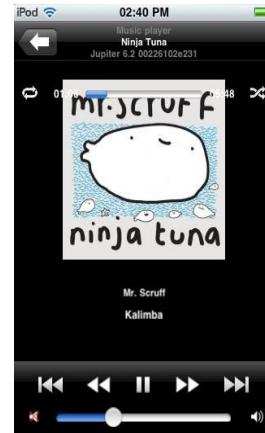 iPod 02:40 PM
Music player
Ninja Tuna
Jupiter 6.2 00226102e231
mr. scruff
ninja tuna
Mr. Scruff
Kalimba